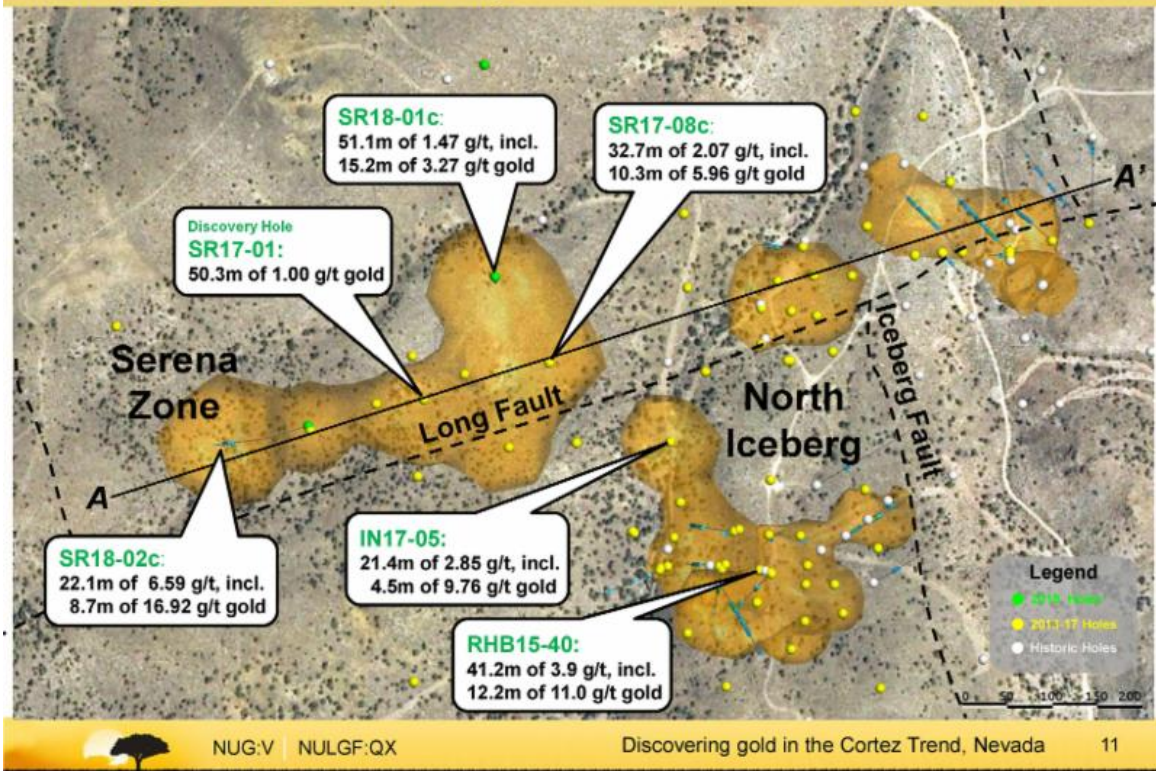 SR18-01c:
51.1m of 1.47 g/t, incl.
15.2m of 3.27 g/t gold
SR17-08c:
32.7m of 2.07 g/t, incl.
10.3m of 5.96 g/t gold
A'
Discovery Hole
SR17-01:
50.3m of 1.00 g/t gold
Serena
Zone
Long Fault
North
Iceberg
Iceberg Fault
A
SR18-02c:
22.1m of 6.59 g/t, incl.
8.7m of 16.92 g/t gold
IN17-05:
21.4m of 2.85 g/t, incl.
4.5m of 9.76 g/t gold
RHB15-40:
41.2m of 3.9 g/t, incl.
12.2m of 11.0 g/t gold
Legend
2018 Holes
2013-17 Holes
Historic Holes
0 50 100 150 200
NUG:V NULGF:QX Discovering gold in the Cortez Trend, Nevada 11